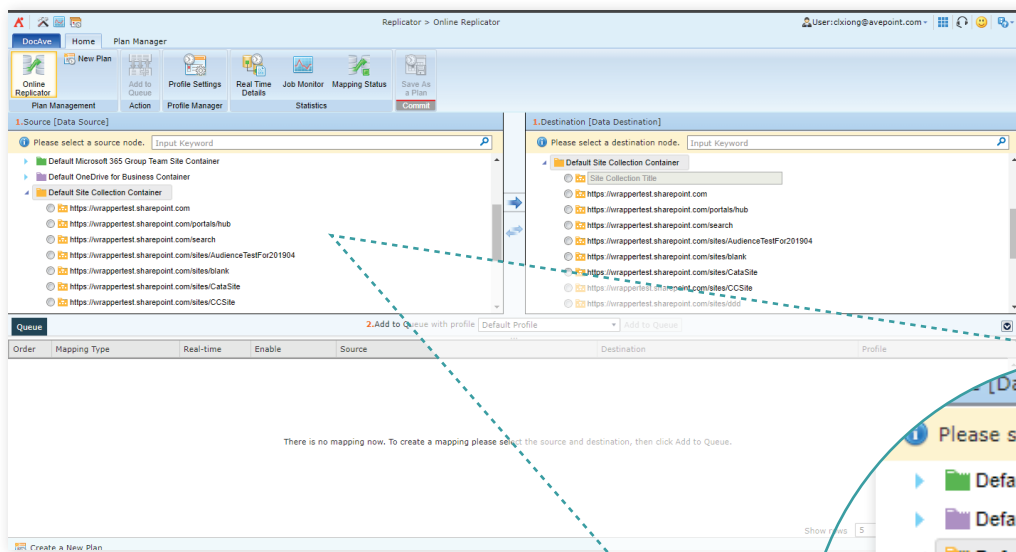 Replicator > Online Replicator
User:clxiong@avepoint.com
DocAve Home Plan Manager
New Plan
Online Replicator
Add to Queue
Profile Settings
Real Time Details
Job Monitor
Mapping Status
Save As a Plan
Plan Management Action Profile Manager Statistics Commit
1.Source [Data Source]
Please select a source node. Input Keyword
Default Microsoft 365 Group Team Site Container
Default OneDrive for Business Container
Default Site Collection Container
https://wrappertest.sharepoint.com
https://wrappertest.sharepoint.com/portals/hub
https://wrappertest.sharepoint.com/search
https://wrappertest.sharepoint.com/sites/AudienceTestFor201904
https://wrappertest.sharepoint.com/sites/blank
https://wrappertest.sharepoint.com/sites/CataSite
https://wrappertest.sharepoint.com/sites/CCSite
1.Destination [Data Destination]
Please select a destination node. Input Keyword
Default Site Collection Container
Site Collection Title
https://wrappertest.sharepoint.com
https://wrappertest.sharepoint.com/portals/hub
https://wrappertest.sharepoint.com/search
https://wrappertest.sharepoint.com/sites/AudienceTestFor201904
https://wrappertest.sharepoint.com/sites/blank
https://wrappertest.sharepoint.com/sites/CataSite
https://wrappertest.sharepoint.com/sites/CCSite
https://wrappertest.sharepoint.com/sites/ddd
Queue
2.Add to Queue with profile Default Profile Add to Queue
Order Mapping Type Real-time Enable Source Destination Profile
There is no mapping now. To create a mapping please select the source and destination, then click Add to Queue.
Show rows 5
Create a New Plan
[Da
Please s
Defa
Defa